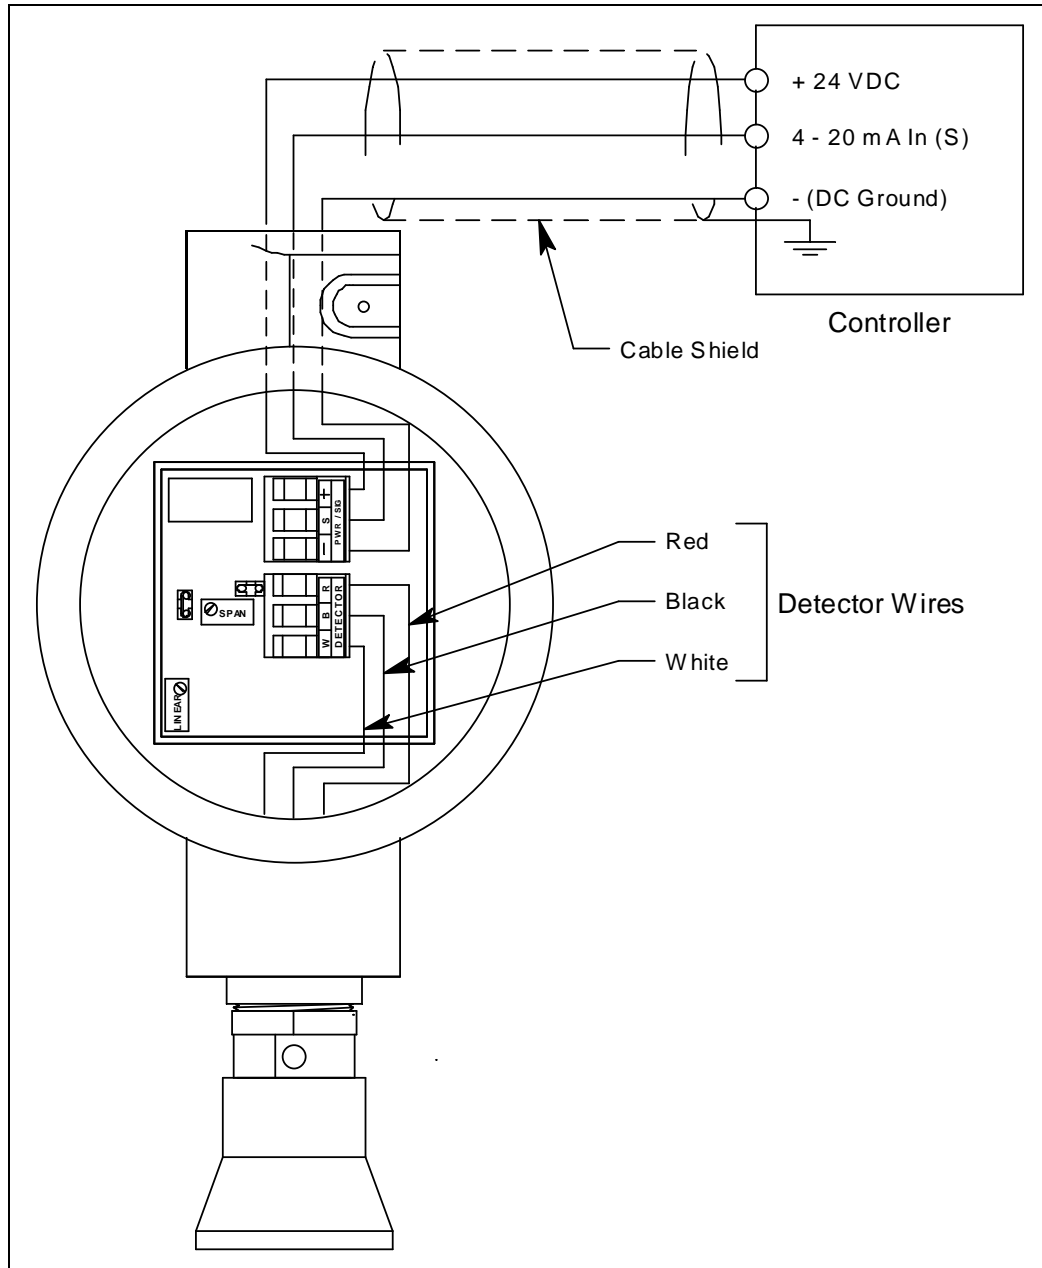 + 24 VDC
4 - 20 mA In (S)
- (DC Ground)
Controller
Cable Shield
+
S
-
PWR / SIG
R
B
W
DETECTOR
SPAN
LINEAR
Red
Black
White
Detector Wires